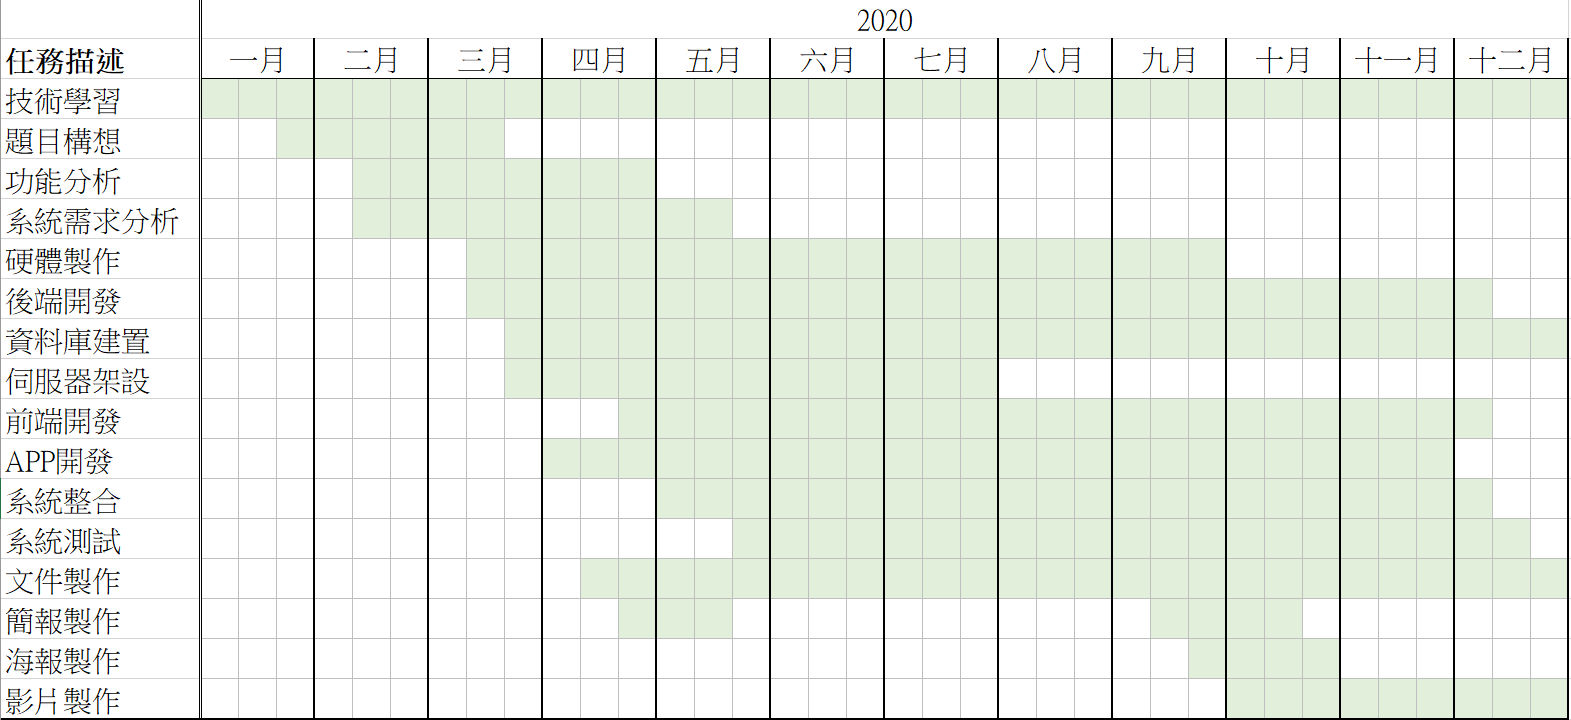 2020
任務描述 一月 二月 三月 四月 五月 六月 七月 八月 九月 十月 十一月 十二月
技術學習
題目構想
功能分析
系統需求分析
硬體製作
後端開發
資料庫建置
伺服器架設
前端開發
APP開發
系統整合
系統測試
文件製作
簡報製作
海報製作
影片製作